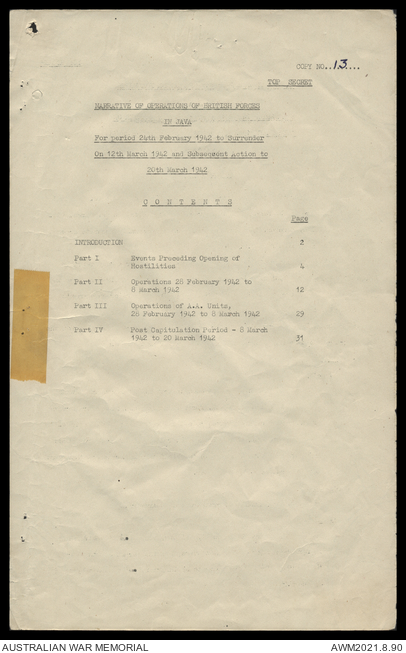 COPY NO. 13
TOP SECRET
NARRATIVE OF OPERATIONS OF BRITISH FORCES
IN JAVA
For period 24th February 1942 to Surrender
On 12th March 1942 and Subsequent Action to
20th March 1942
C O N T E N T S
Page
INTRODUCTION 2
Part I Events Preceding Opening of
Hostilities 4
Part II Operations 28 February 1942 to
8 March 1942 12
Part III Operations of A.A. Units,
28 February 1942 to 8 March 1942 29
Part IV Post Capitulation Period - 8 March
1942 to 20 March 1942 31
AUSTRALIAN WAR MEMORIAL AWM2021.8.90